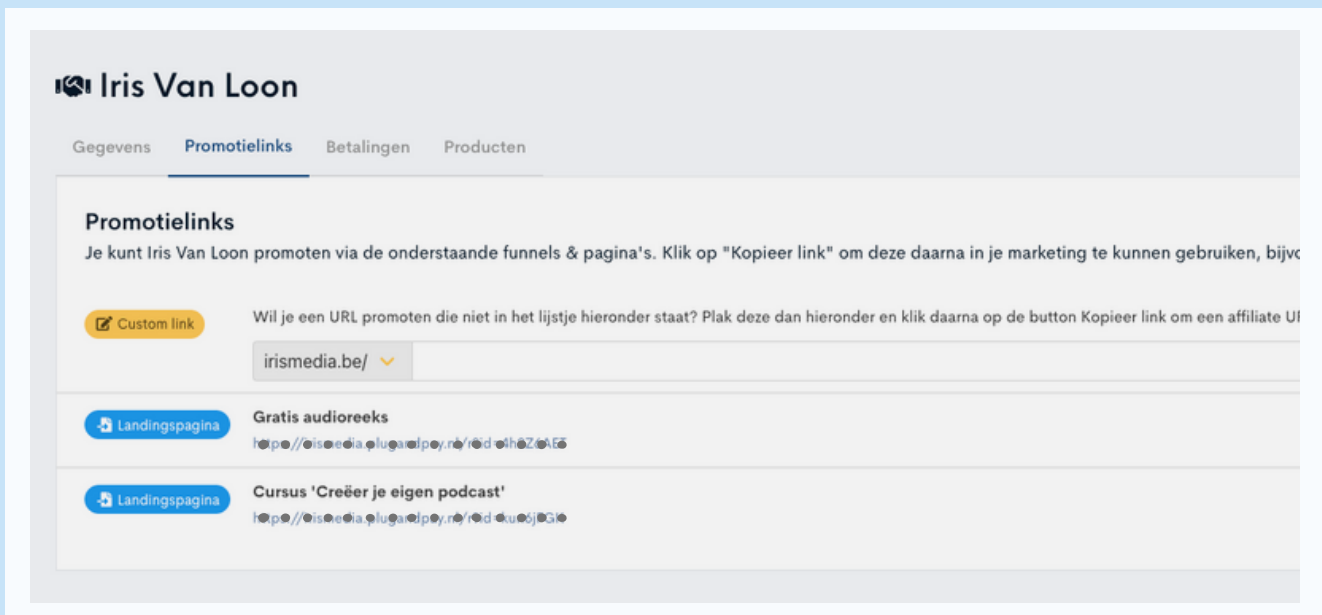 Iris Van Loon
Gegevens Promotielinks Betalingen Producten
Promotielinks
Je kunt Iris Van Loon promoten via de onderstaande funnels & pagina's. Klik op "Kopieer link" om deze daarna in je marketing te kunnen gebruiken, bijvo
Custom link
Wil je een URL promoten die niet in het lijstje hieronder staat? Plak deze dan hieronder en klik daarna op de button Kopieer link om een affiliate
irismedia.be/
Landingspagina
Gratis audioreeks
Landingspagina
Cursus 'Creëer je eigen podcast'